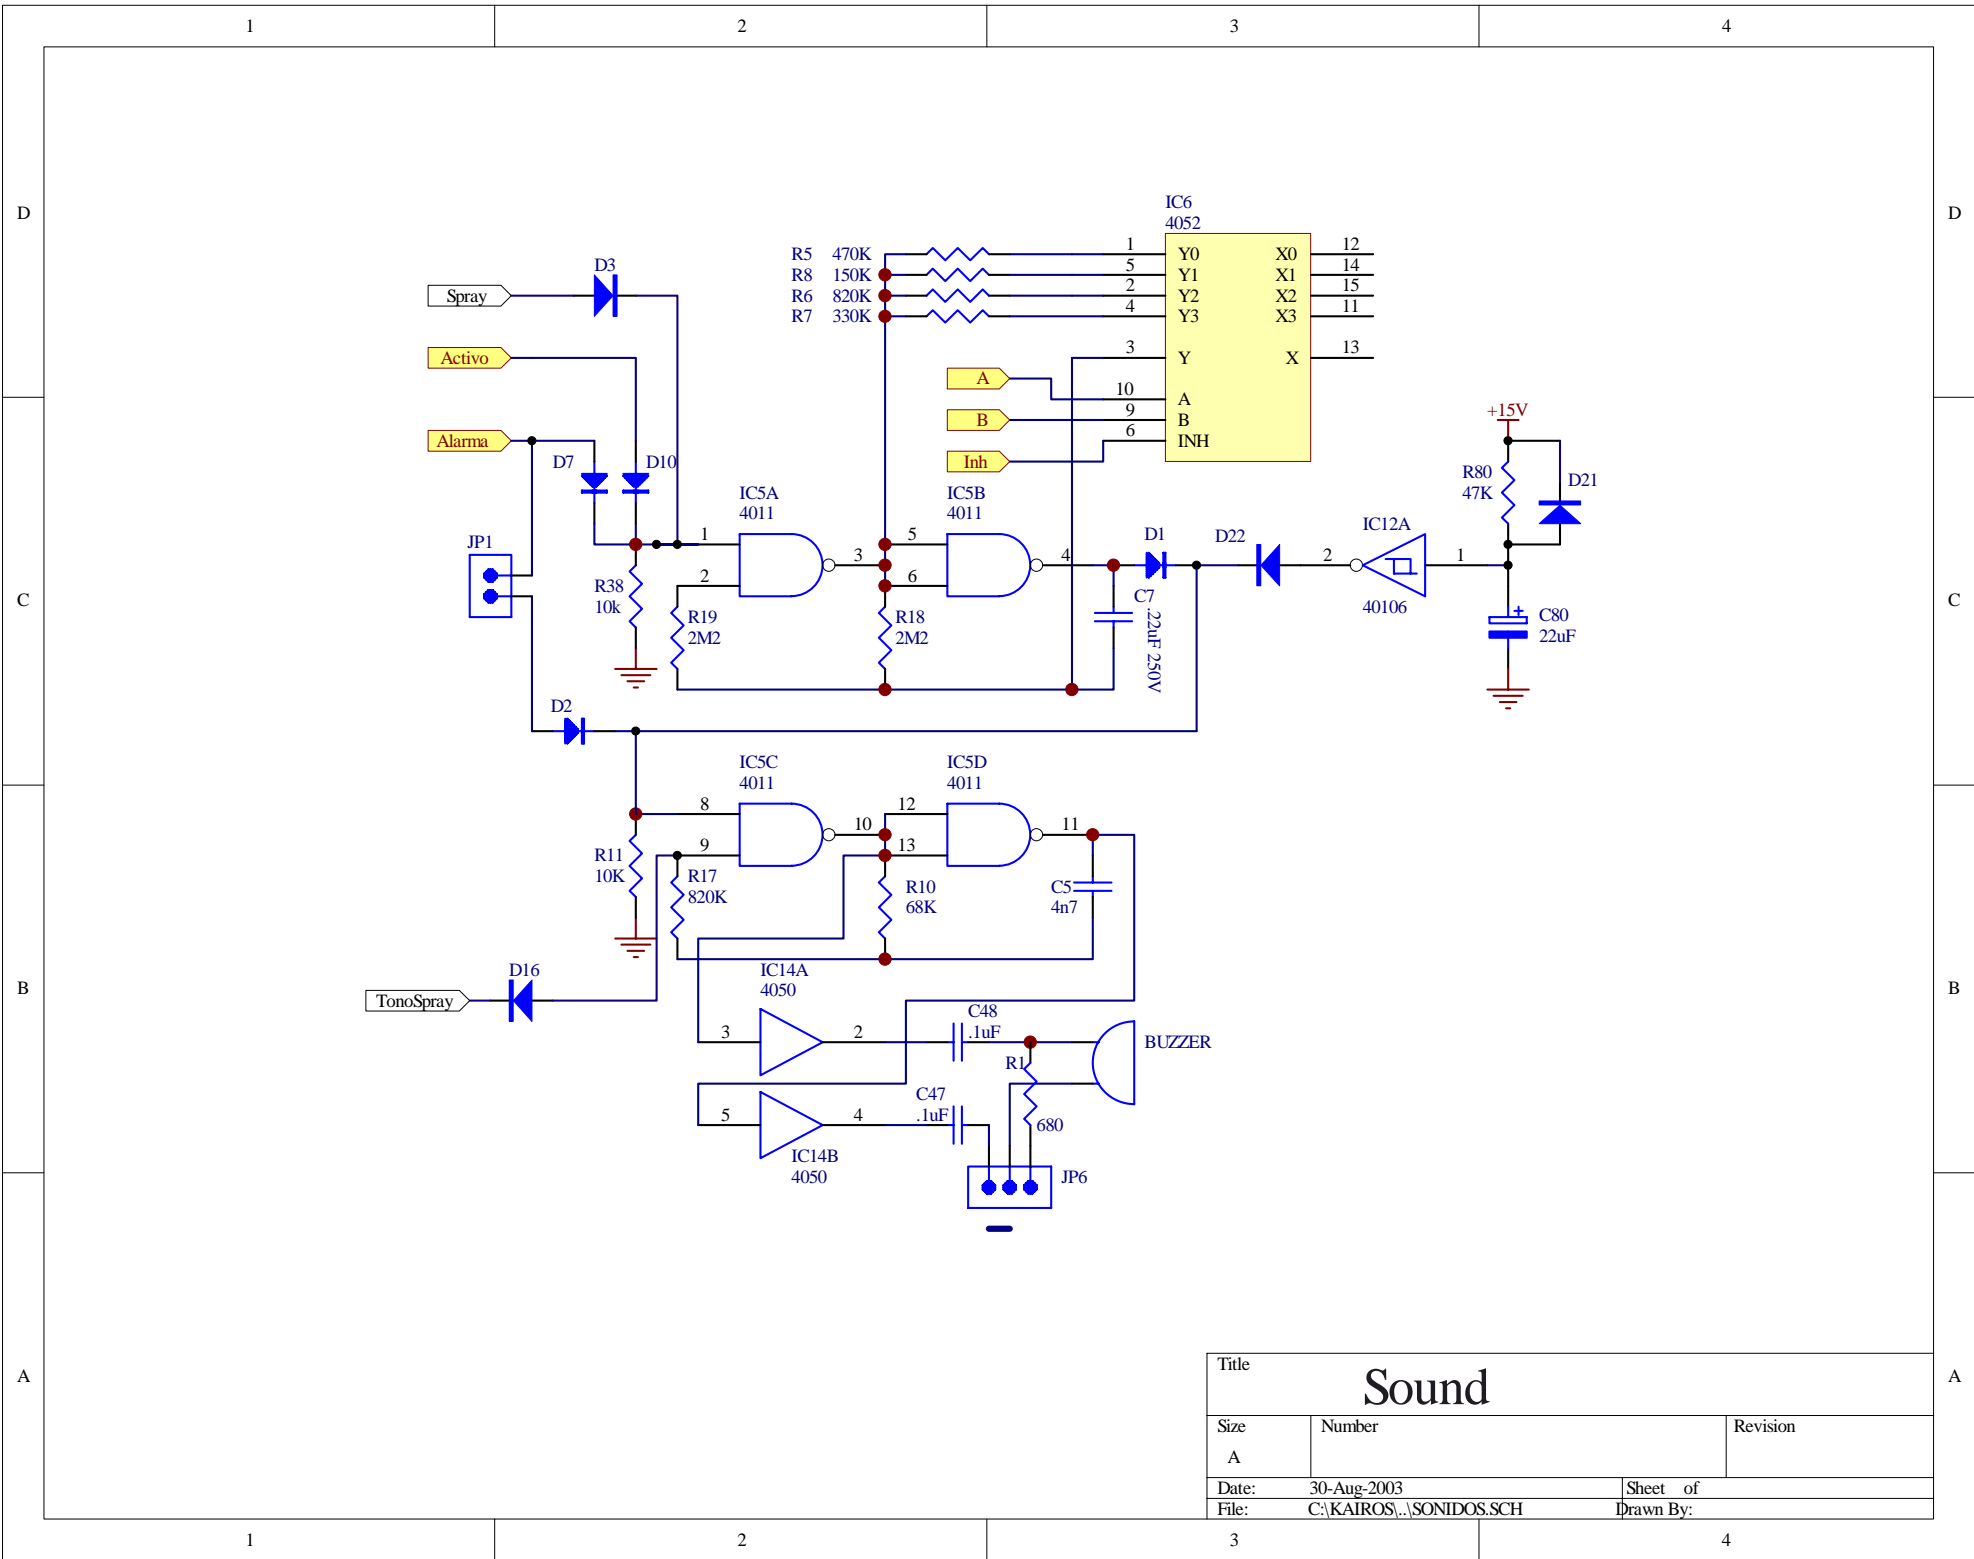 1 2 3 4
D D
C C
B B
A A
IC6
4052
R5 470K
R8 150K
R6 820K
R7 330K
1 Y0 X0 12
5 Y1 X1 14
2 Y2 X2 15
4 Y3 X3 11
3 Y X 13
10 A
9 B
6 INH
D3
Spray
Activo
Alarma
A
B
Inh
+15V
D7
D10
R80
47K
D21
IC5A
4011
IC5B
4011
IC12A
JP1
1
2
3
5
6
4
D1
D22
2
1
40106
R38
10k
R19
2M2
R18
2M2
C7
.22uF 250V
C80
22uF
+
D2
IC5C
4011
IC5D
4011
8
9
10
12
13
11
R11
10K
R17
820K
R10
68K
C5
4n7
D16
TonoSpray
IC14A
4050
3
2
C48
.1uF
BUZZER
R1
680
C47
.1uF
5
4
IC14B
4050
JP6
Title
Sound
Size
A
Number
Revision
Date: 30-Aug-2003
Sheet of
File: C:\KAIROS\..\SONIDOS.SCH
Drawn By:
1 2 3 4